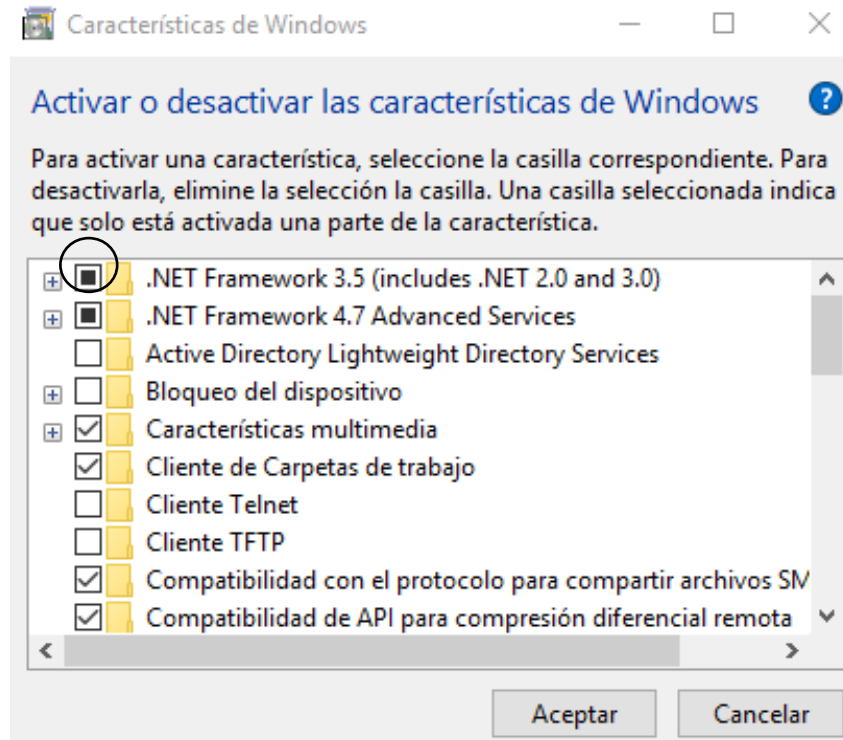 Características de Windows
Activar o desactivar las características de Windows
Para activar una característica, seleccione la casilla correspondiente. Para
desactivarla, elimine la selección la casilla. Una casilla seleccionada indica
que solo está activada una parte de la característica.
.NET Framework 3.5 (includes .NET 2.0 and 3.0)
.NET Framework 4.7 Advanced Services
Active Directory Lightweight Directory Services
Bloqueo del dispositivo
Características multimedia
Cliente de Carpetas de trabajo
Cliente Telnet
Cliente TFTP
Compatibilidad con el protocolo para compartir archivos SM
Compatibilidad de API para compresión diferencial remota
Aceptar Cancelar